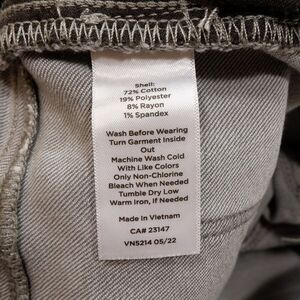 Shell:
72% Cotton
19% Polyester
8% Rayon
1% Spandex
Wash Before Wearing
Turn Garment Inside
Out
Machine Wash Cold
With Like Colors
Only Non-Chlorine
Bleach When Needed
Tumble Dry Low
Warm Iron, if Needed
Made in Vietnam
CA# 23147
VN5214 05/22